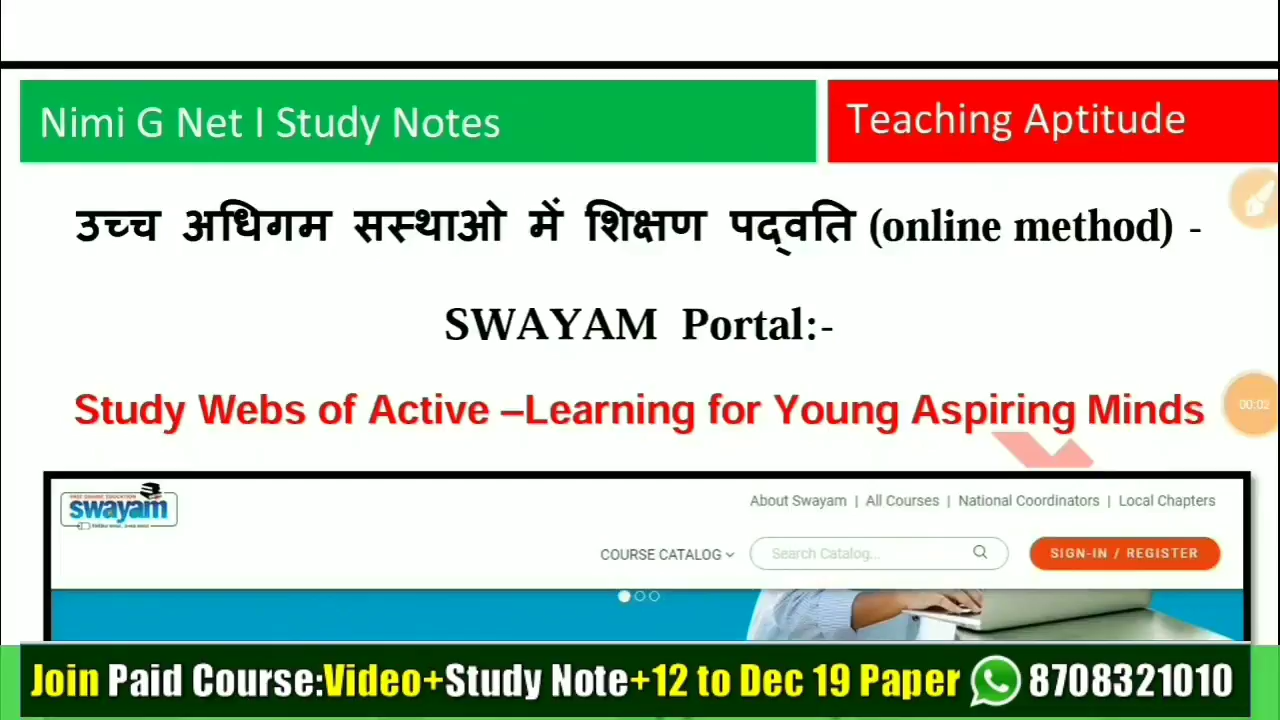 Nimi G Net I Study Notes
Teaching Aptitude
उच्च अधिगम सस्थाओ में शिक्षण पद्वति (online method) -
SWAYAM Portal:-
Study Webs of Active –Learning for Young Aspiring Minds
00:02
swayam
About Swayam | All Courses | National Coordinators | Local Chapters
COURSE CATALOG
Search Catalog...
SIGN-IN / REGISTER
Join Paid Course:Video+Study Note+12 to Dec 19 Paper 8708321010